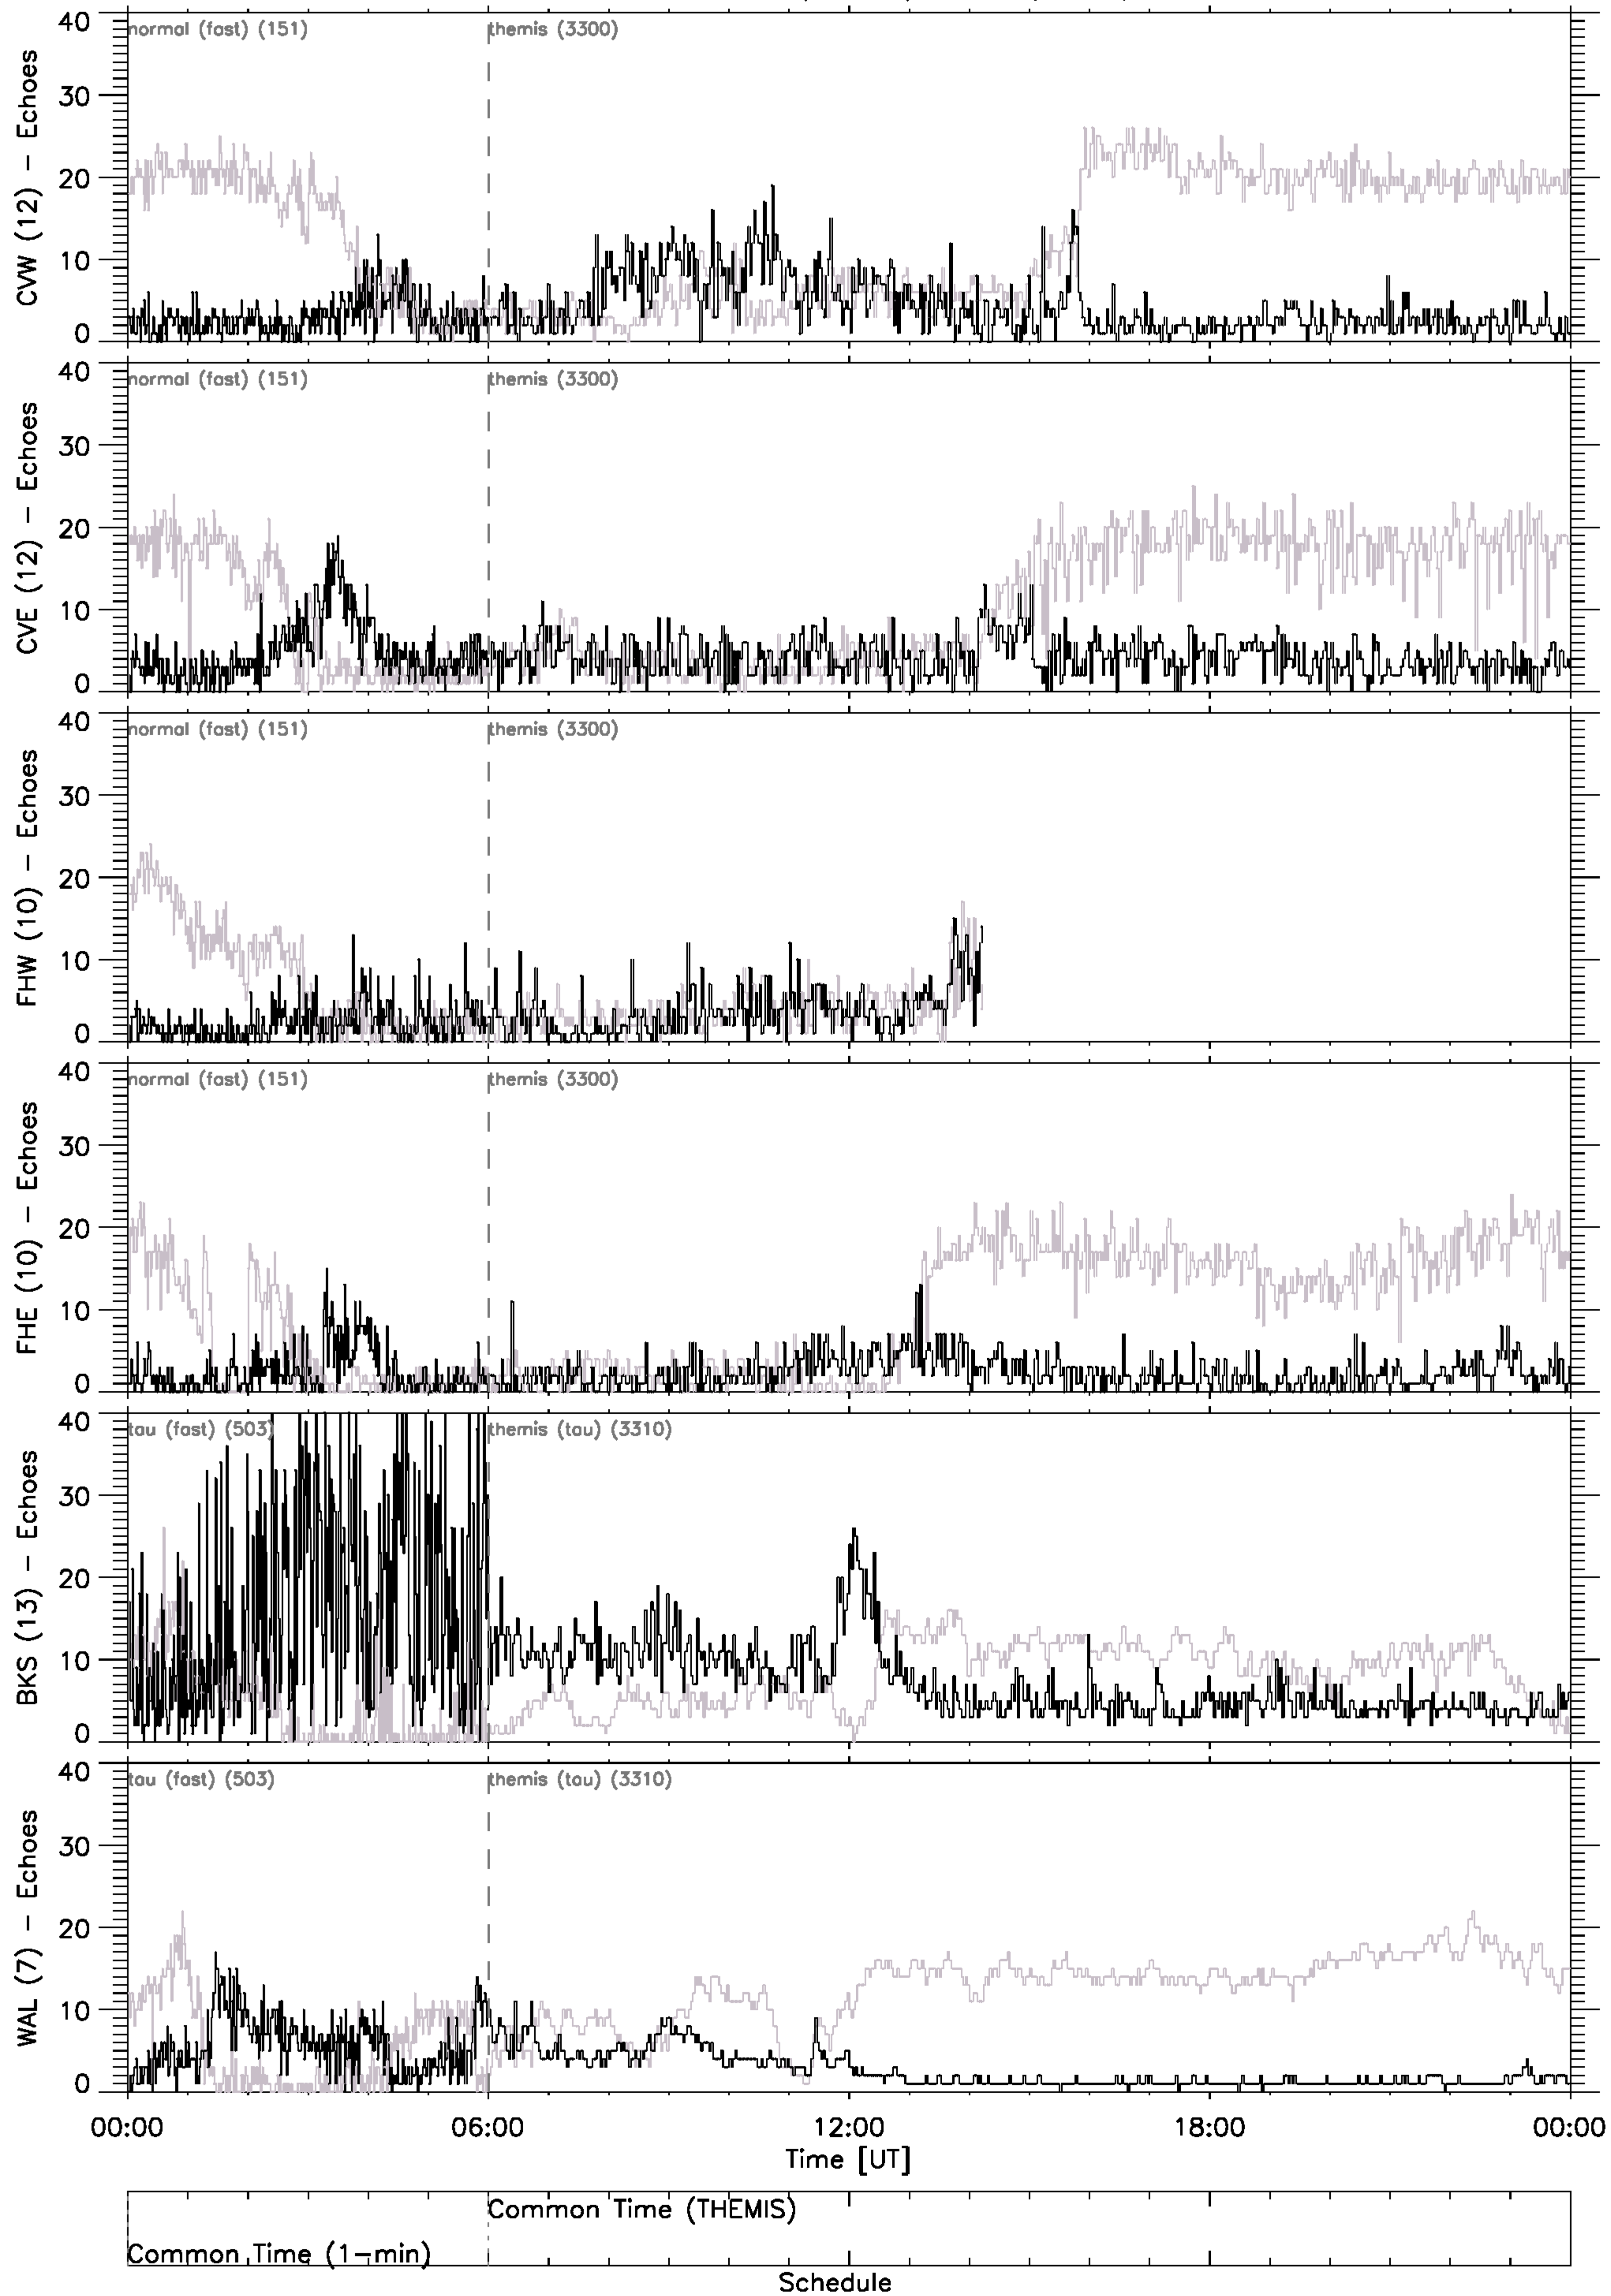 40 normal (fast) (151) themis (3300)
30
20
10
0
CVW (12) - Echoes
40 normal (fast) (151) themis (3300)
30
20
10
0
CVE (12) - Echoes
40 normal (fast) (151) themis (3300)
30
20
10
0
FHW (10) - Echoes
40 normal (fast) (151) themis (3300)
30
20
10
0
FHE (10) - Echoes
40 tau (fast) (503) themis (tau) (3310)
30
20
10
0
BKS (13) - Echoes
40 tau (fast) (503) themis (tau) (3310)
30
20
10
0
WAL (7) - Echoes
00:00 06:00 12:00 18:00 00:00
Time [UT]
Common Time (THEMIS)
Common Time (1-min)
Schedule